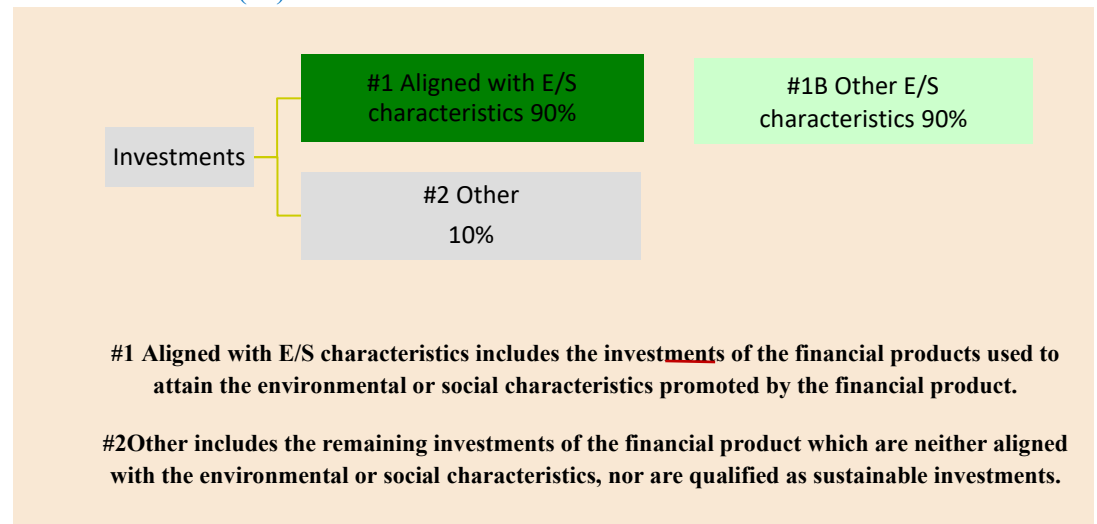 #1 Aligned with E/S
characteristics 90%
#1B Other E/S
characteristics 90%
Investments
#2 Other
10%
#1 Aligned with E/S characteristics includes the investments of the financial products used to
attain the environmental or social characteristics promoted by the financial product.
#2Other includes the remaining investments of the financial product which are neither aligned
with the environmental or social characteristics, nor are qualified as sustainable investments.